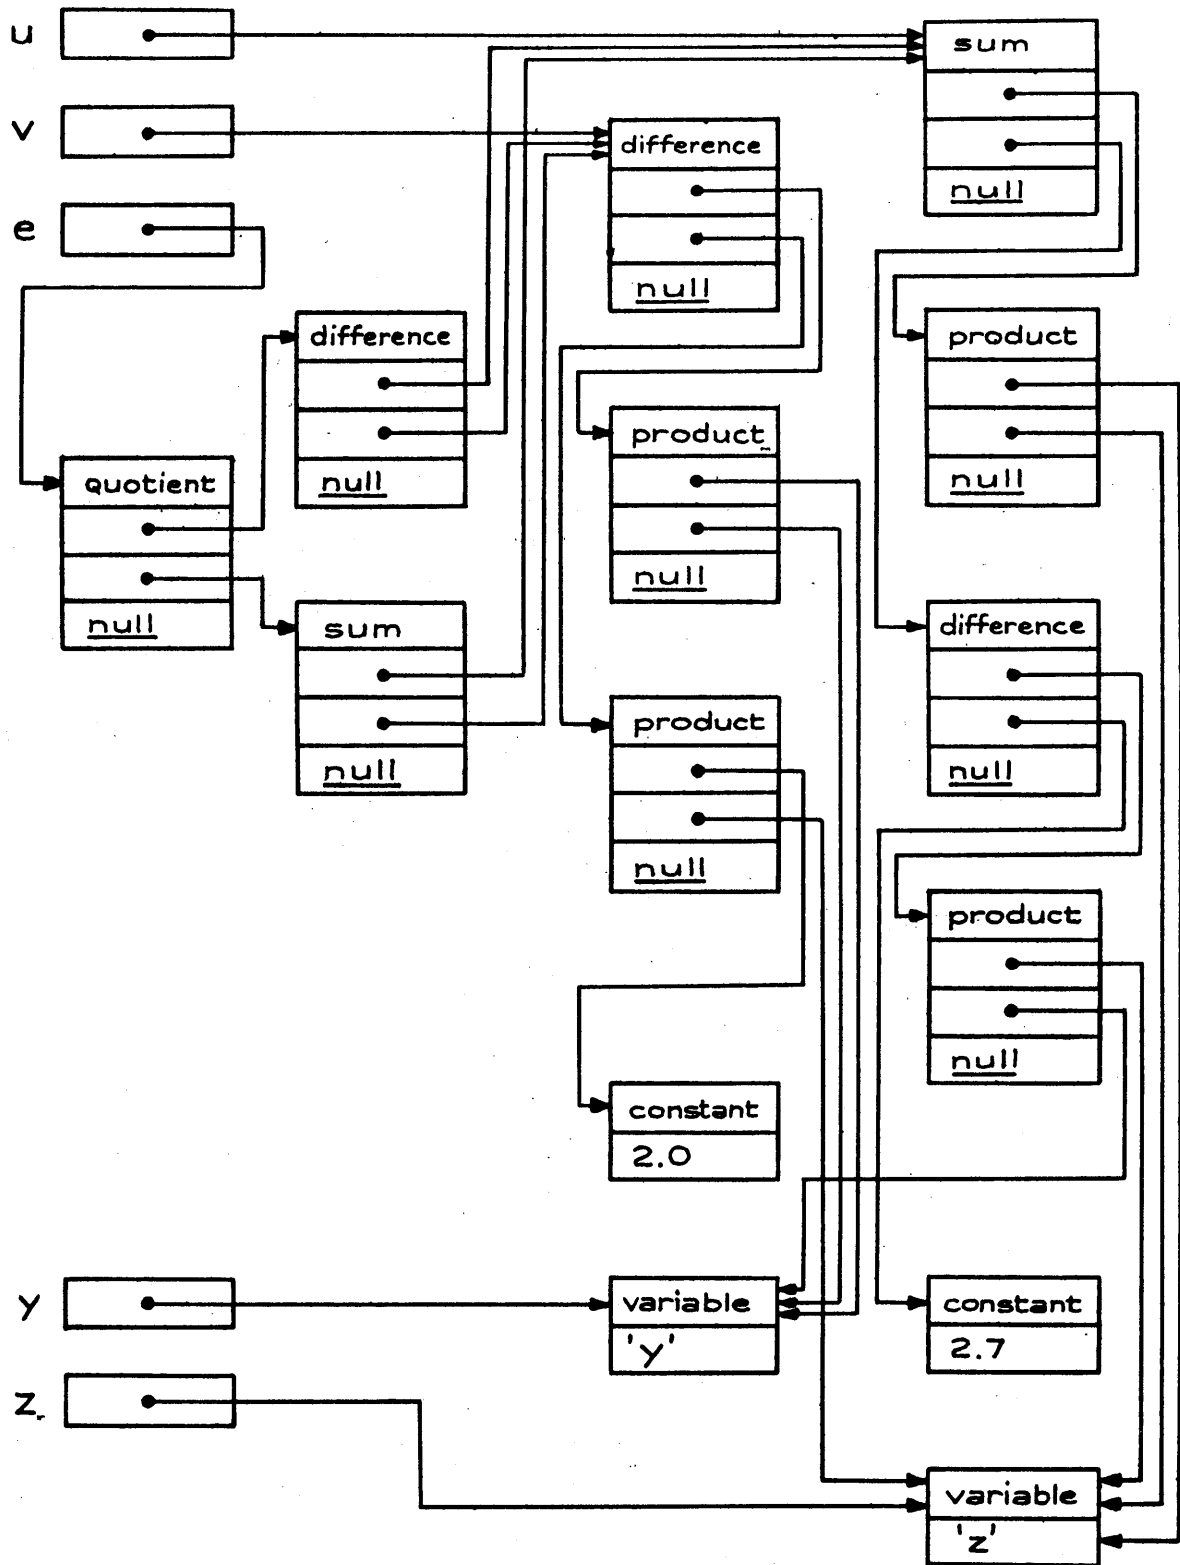 u
sum
v
difference
null
e
null
difference
product
product
null
quotient
null
null
null
sum
difference
product
null
null
null
product
null
constant
2.0
y
variable
'y'
constant
2.7
z
variable
'z'